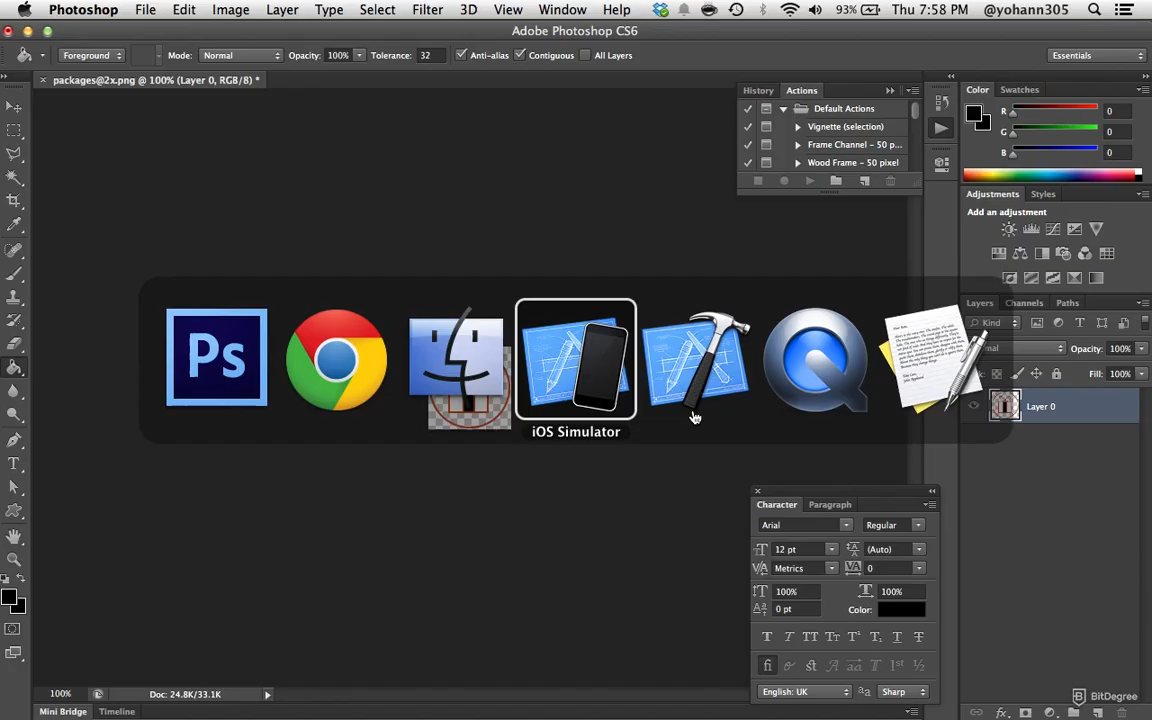 Photoshop File Edit Image Layer Type Select Filter 3D View Window Help 93% Thu 7:58 PM @yohann305
Adobe Photoshop CS6
Foreground Mode: Normal Opacity: 100% Tolerance: 32 Anti-alias Contiguous All Layers Essentials
packages@2x.png @ 100% (Layer 0, RGB/8) *
History Actions
Default Actions
Vignette (selection)
Frame Channel – 50 p...
Wood Frame – 50 pixel
Color Swatches
R 0
G 0
B 0
Adjustments Styles
Add an adjustment
Layers Channels Paths
Kind
Opacity: 100%
Fill: 100%
Layer 0
Ps
iOS Simulator
Character Paragraph
Arial Regular
12 pt (Auto)
Metrics 0
100% 100%
0 pt Color:
English: UK Sharp
100% Doc: 24.8K/33.1K
Mini Bridge Timeline
BitDegree